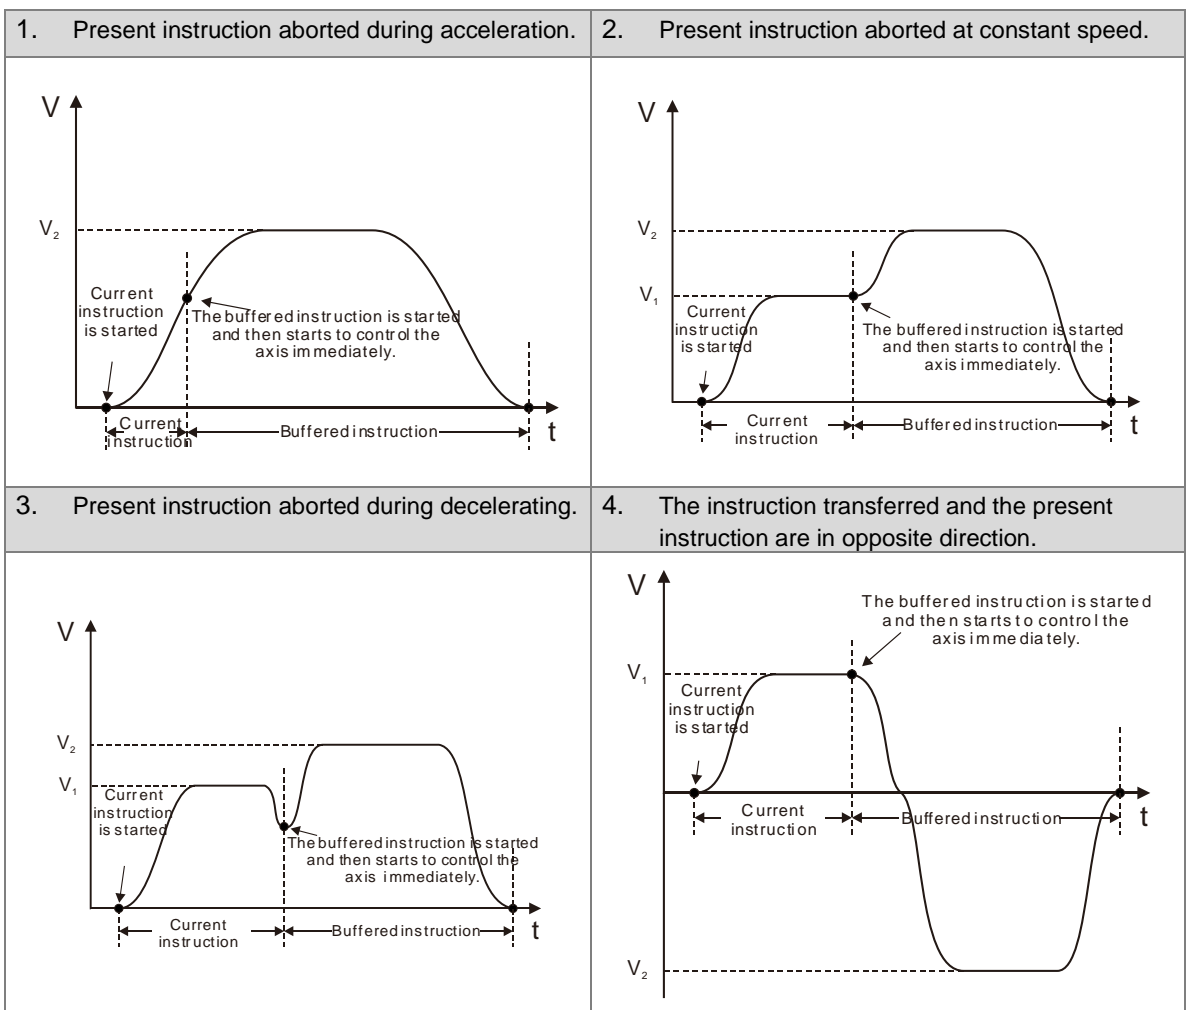 1. Present instruction aborted during acceleration.
2. Present instruction aborted at constant speed.
V
V₂
Current
instruction
is started
The buffered instruction is started
and then starts to control the
axis immediately.
Current
instruction
Buffered instruction
t
V
V₂
V₁
Current
instruction
is started
The buffered instruction is started
and then starts to control the
axis immediately.
Current
instruction
Buffered instruction
t
3. Present instruction aborted during decelerating.
4. The instruction transferred and the present
instruction are in opposite direction.
V
V₂
V₁
Current
instruction
is started
The buffered instruction is started
and then starts to control the
axis immediately.
Current
instruction
Buffered instruction
t
V
The buffered instruction is started
and then starts to control the
axis immediately.
V₁
Current
instruction
is started
Current
instruction
Buffered instruction
t
V₂